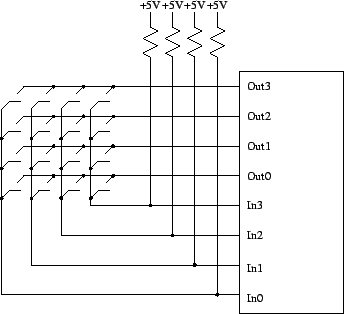 +5V +5V +5V +5V
Out3
Out2
Out1
Out0
In3
In2
In1
In0